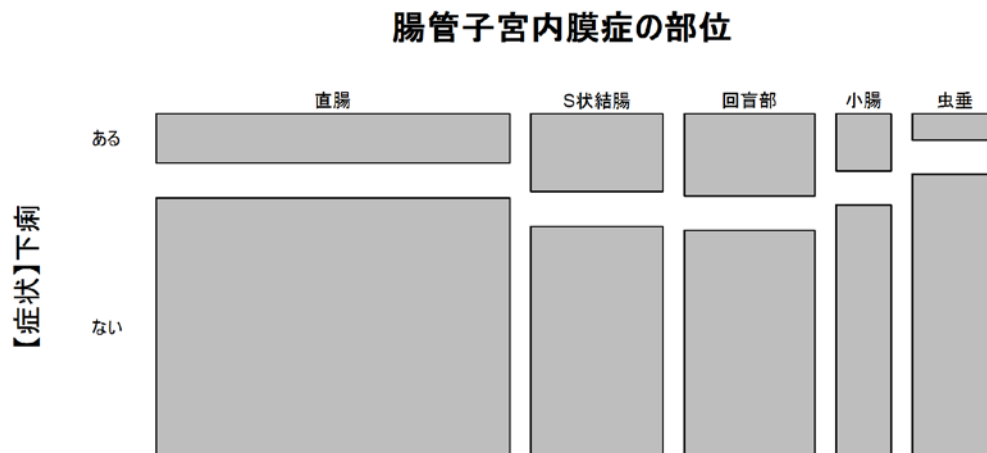 腸管子宮内膜症の部位
直腸 S状結腸 回盲部 小腸 虫垂
ある
【症状】下痢
ない